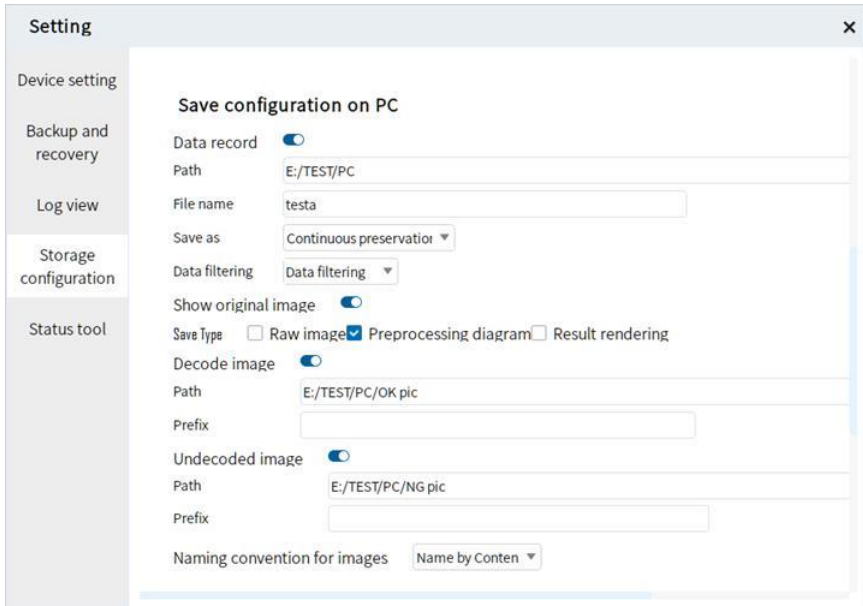 Setting
Device setting
Backup and
recovery
Log view
Storage
configuration
Status tool
Save configuration on PC
Data record
Path E:/TEST/PC
File name testa
Save as Continuous preservation
Data filtering Data filtering
Show original image
Save Type Raw image Preprocessing diagram Result rendering
Decode image
Path E:/TEST/PC/OK pic
Prefix
Undecoded image
Path E:/TEST/PC/NG pic
Prefix
Naming convention for images Name by Conten